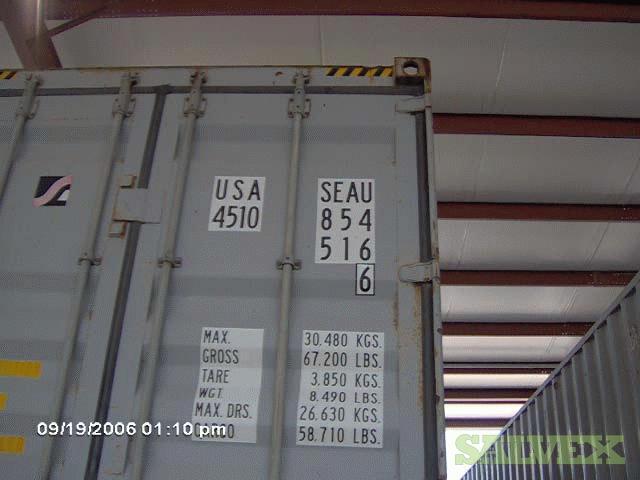 USA
4510
SEAU
854
516
6
MAX. 30.480 KGS.
GROSS 67.200 LBS.
TARE 3.850 KGS.
WGT. 8.490 LBS.
MAX. DRS. 26.630 KGS.
58.710 LBS.
09/19/2006 01:10 pm
SALVEX